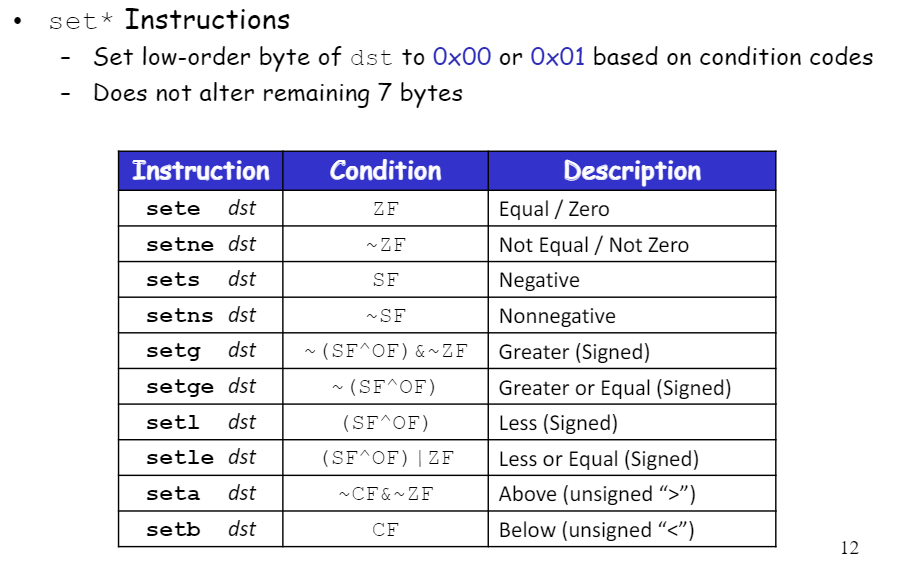 • set* Instructions
– Set low-order byte of dst to 0x00 or 0x01 based on condition codes
– Does not alter remaining 7 bytes
Instruction Condition Description
sete dst ZF Equal / Zero
setne dst ~ZF Not Equal / Not Zero
sets dst SF Negative
setns dst ~SF Nonnegative
setg dst ~(SF^OF)&~ZF Greater (Signed)
setge dst ~(SF^OF) Greater or Equal (Signed)
setl dst (SF^OF) Less (Signed)
setle dst (SF^OF)|ZF Less or Equal (Signed)
seta dst ~CF&~ZF Above (unsigned “>”)
setb dst CF Below (unsigned “<”)
12